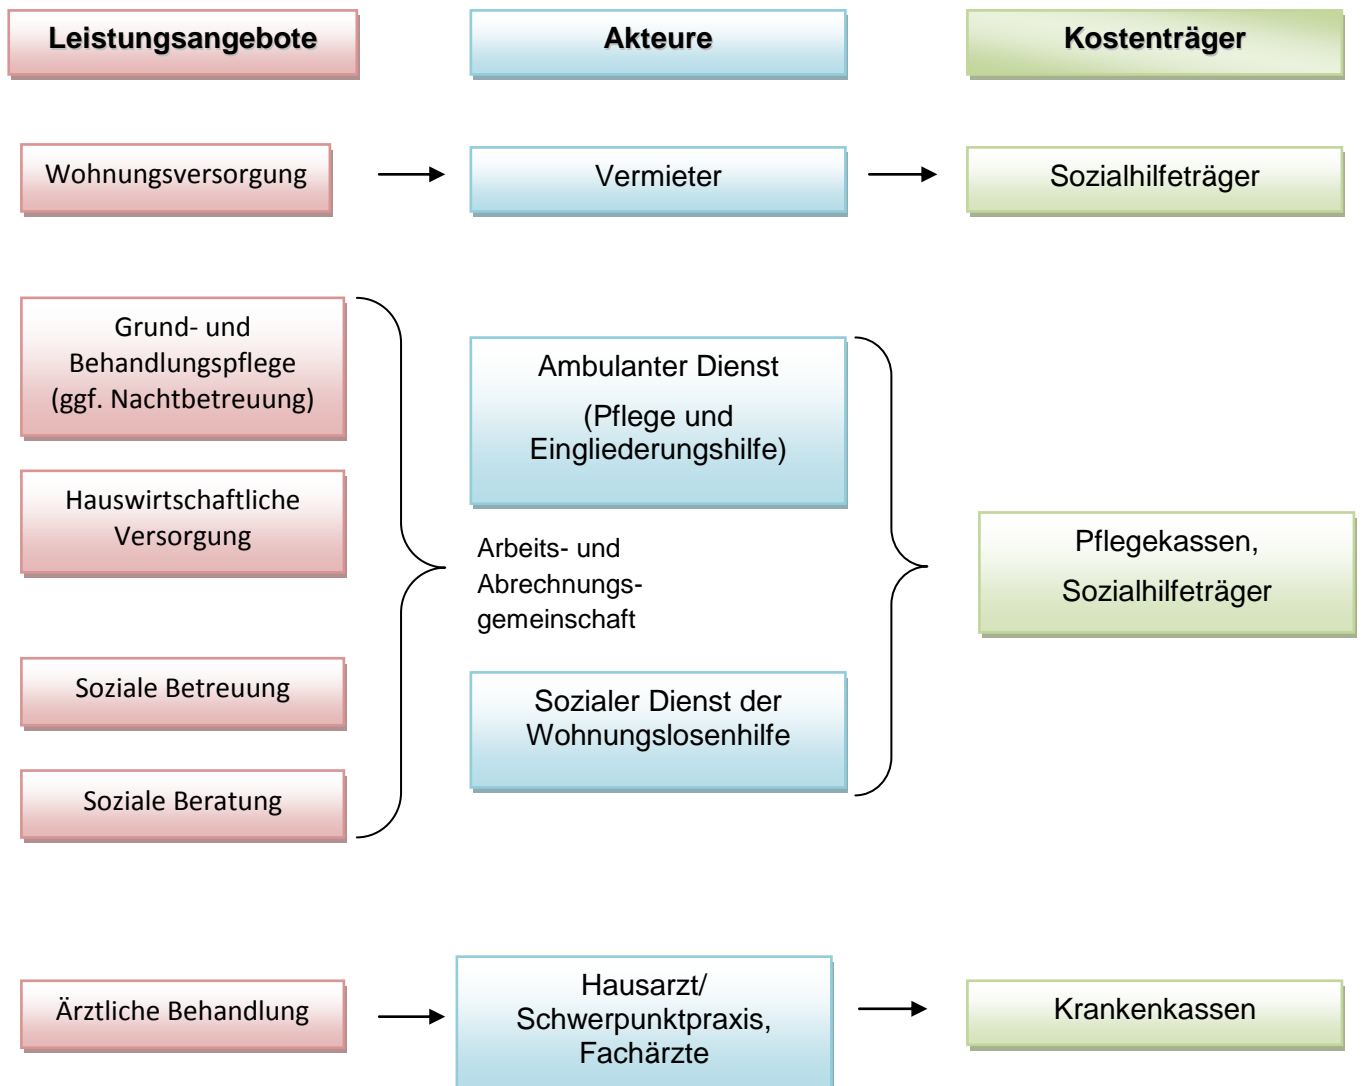 Leistungsangebote
Akteure
Kostenträger
Wohnungsversorgung
Vermieter
Sozialhilfeträger
Grund- und
Behandlungspflege
(ggf. Nachtbetreuung)
Hauswirtschaftliche
Versorgung
Soziale Betreuung
Soziale Beratung
Ambulanter Dienst
(Pflege und
Eingliederungshilfe)
Arbeits- und
Abrechnungs-
gemeinschaft
Sozialer Dienst der
Wohnungslosenhilfe
Pflegekassen,
Sozialhilfeträger
Ärztliche Behandlung
Hausarzt/
Schwerpunktpraxis,
Fachärzte
Krankenkassen